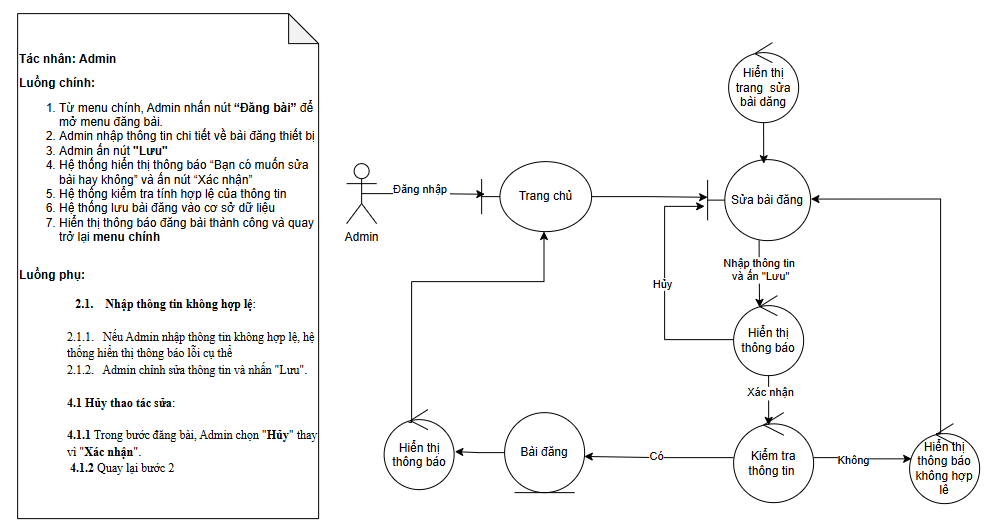 Tác nhân: Admin
Luồng chính:
1. Từ menu chính, Admin nhấn nút “Đăng bài” để
mở menu đăng bài.
2. Admin nhập thông tin chi tiết về bài đăng thiết bị
3. Admin ấn nút "Lưu"
4. Hệ thống hiển thị thông báo “Bạn có muốn sửa
bài hay không” và ấn nút “Xác nhận”
5. Hệ thống kiểm tra tính hợp lệ của thông tin
6. Hệ thống lưu bài đăng vào cơ sở dữ liệu
7. Hiển thị thông báo đăng bài thành công và quay
trở lại menu chính
Luồng phụ:
2.1. Nhập thông tin không hợp lệ:
2.1.1. Nếu Admin nhập thông tin không hợp lệ, hệ
thống hiển thị thông báo lỗi cụ thể
2.1.2. Admin chỉnh sửa thông tin và nhấn "Lưu".
4.1 Hủy thao tác sửa:
4.1.1 Trong bước đăng bài, Admin chọn "Hủy" thay
vì "Xác nhận".
4.1.2 Quay lại bước 2
Hiển thị
trang sửa
bài đăng
Đăng nhập
Admin
Trang chủ
Sửa bài đăng
Nhập thông tin
và ấn "Lưu"
Hủy
Hiển thị
thông báo
Xác nhận
Hiển thị
thông báo
Bài đăng
Có
Kiểm tra
thông tin
Không
Hiển thị
thông báo
không hợp
lê